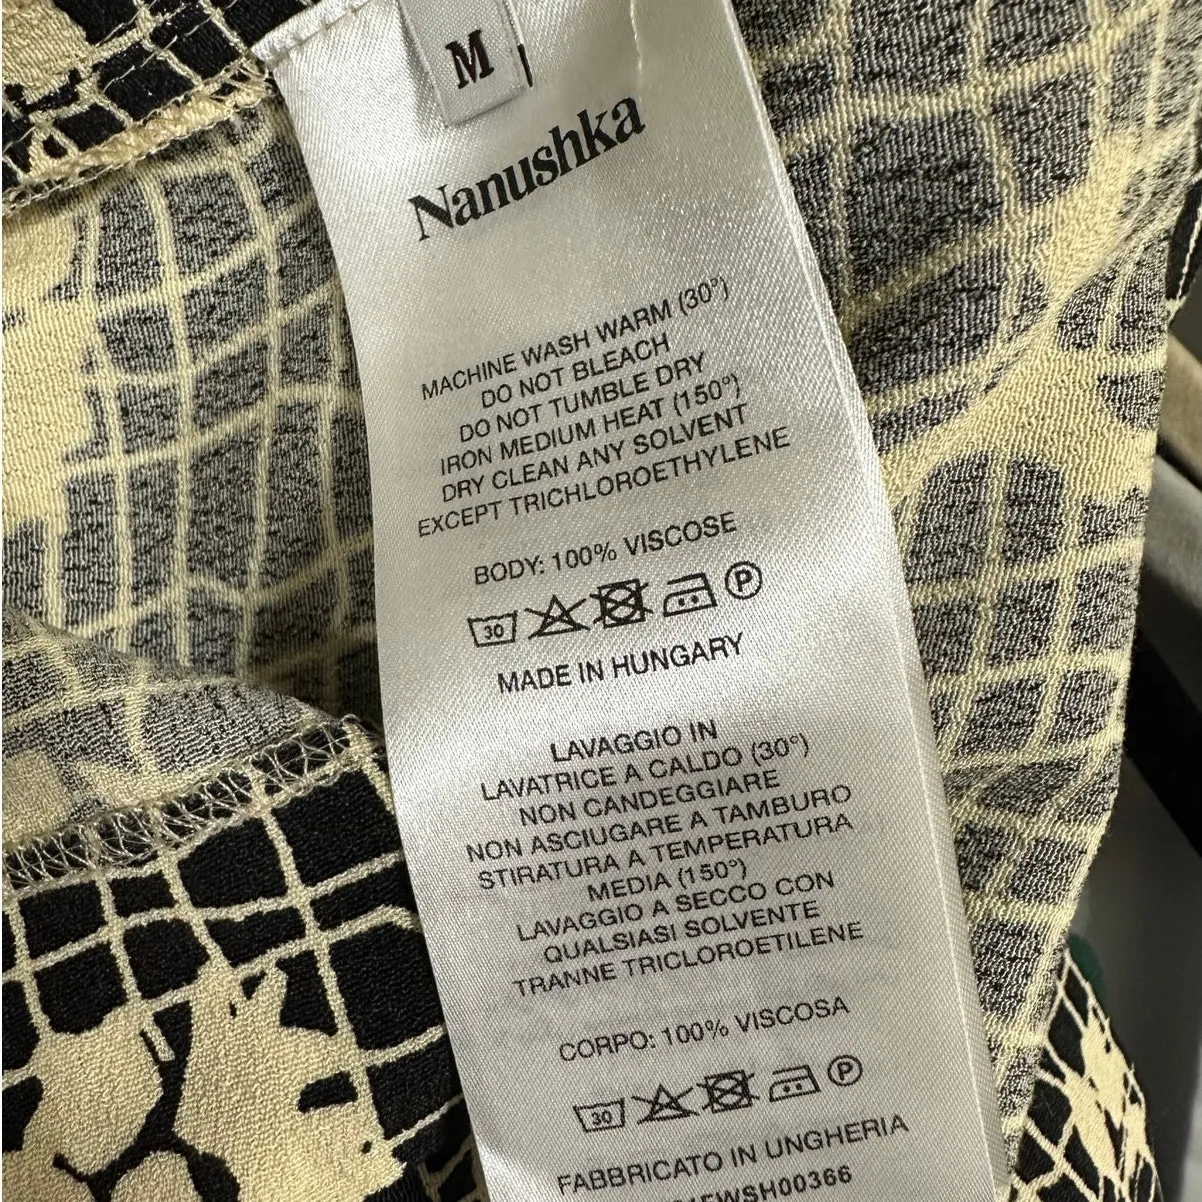 M
Nanushka
MACHINE WASH WARM (30°)
DO NOT BLEACH
DO NOT TUMBLE DRY
IRON MEDIUM HEAT (150°)
DRY CLEAN ANY SOLVENT
EXCEPT TRICHLOROETHYLENE
BODY: 100% VISCOSE
30 P
MADE IN HUNGARY
LAVAGGIO IN
LAVATRICE A CALDO (30°)
NON CANDEGGIARE
NON ASCIUGARE A TAMBURO
STIRATURA A TEMPERATURA
MEDIA (150°)
LAVAGGIO A SECCO CON
QUALSIASI SOLVENTE
TRANNE TRICLOROETILENE
CORPO: 100% VISCOSA
30 P
FABBRICATO IN UNGHERIA